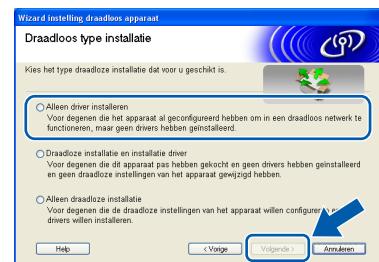 Wizard instelling draadloos apparaat
Draadloos type installatie
Kies het type draadloze installatie dat voor u geschikt is.
Alleen driver installeren
Voor degenen die het apparaat al geconfigureerd hebben om in een draadloos netwerk te
functioneren, maar geen drivers hebben geïnstalleerd.
Draadloze installatie en installatie driver
Voor degenen die dit apparaat pas hebben gekocht en geen drivers hebben geinstalleerd
en geen draadloze instellingen van het apparaat gewijzigd hebben.
Alleen draadloze installatie
Voor degenen die de draadloze instellingen van het apparaat willen configureren
drivers willen installeren.
Help
< Vorige
Volgende >
Annuleren